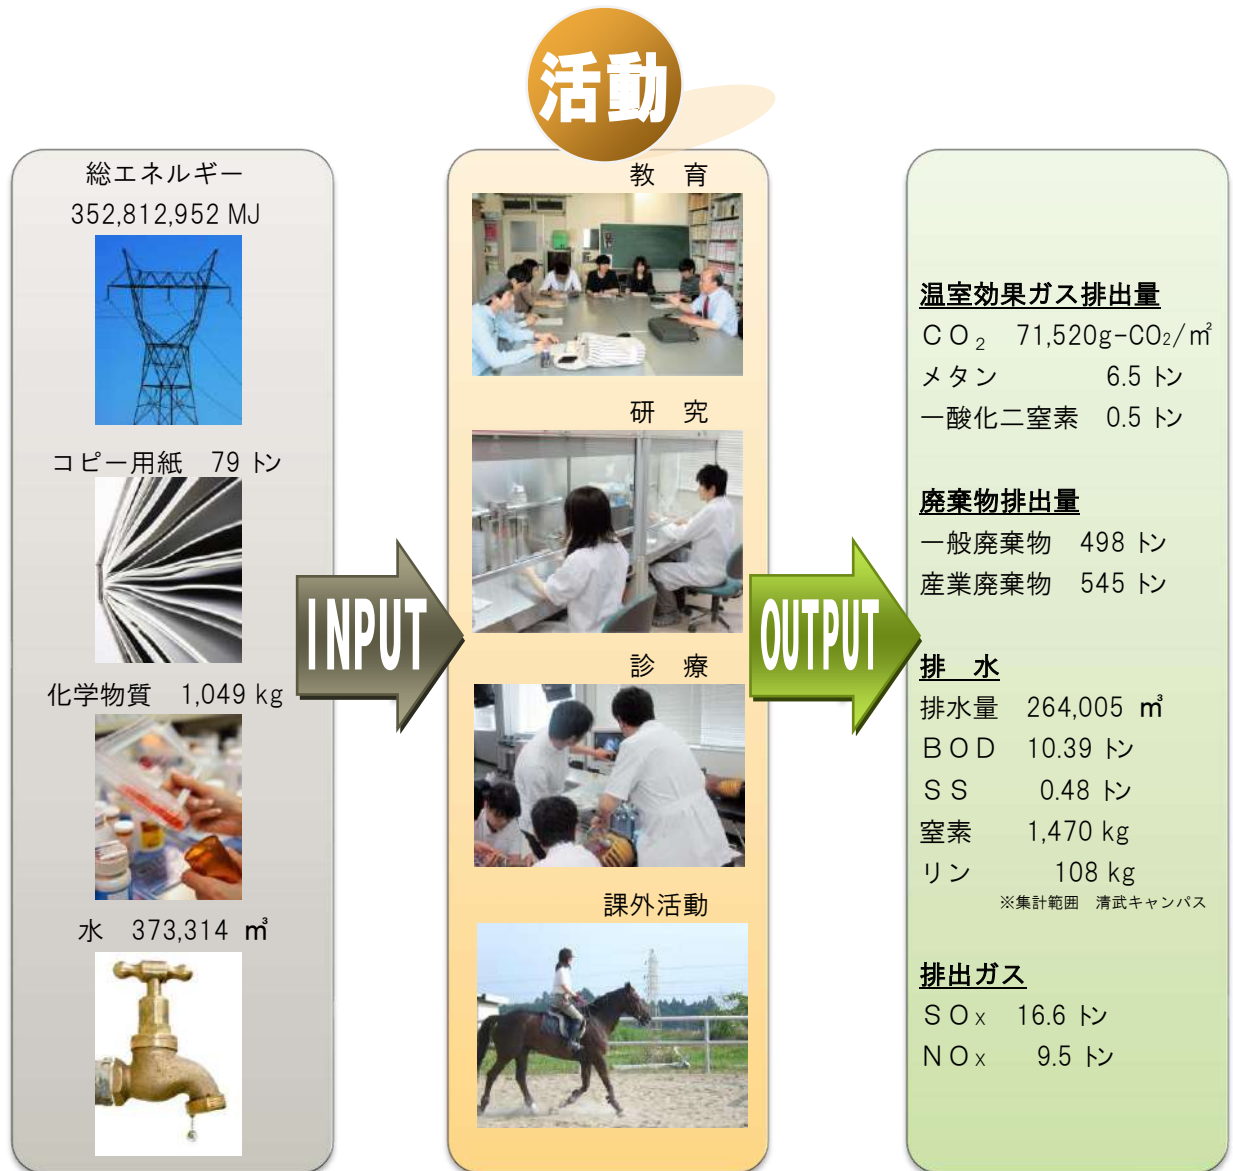 活動
総エネルギー
352,812,952 MJ
コピー用紙　79 トン
化学物質　1,049 kg
水　373,314 ㎥
INPUT
教　育
研　究
診　療
課外活動
OUTPUT
温室効果ガス排出量
ＣＯ₂　71,520g-CO₂/㎡
メタン　6.5 トン
一酸化二窒素　0.5 トン
廃棄物排出量
一般廃棄物　498 トン
産業廃棄物　545 トン
排　水
排水量　264,005 ㎥
ＢＯＤ　10.39 トン
ＳＳ　0.48 トン
窒素　1,470 kg
リン　108 kg
※集計範囲　清武キャンパス
排出ガス
ＳＯx　16.6 トン
ＮＯx　9.5 トン